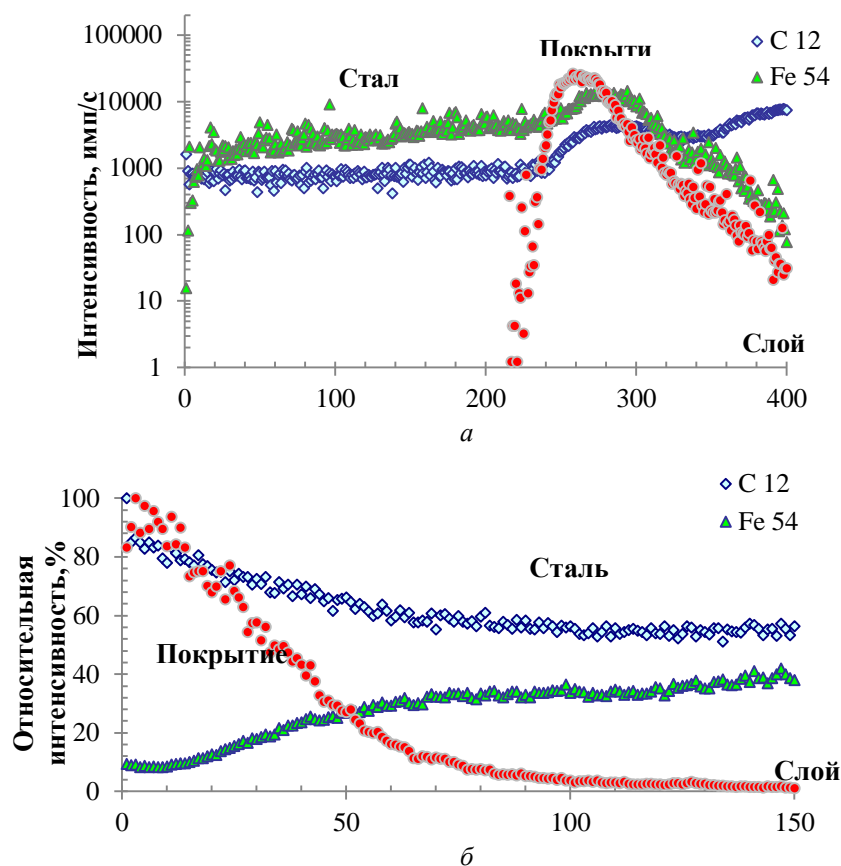 Интенсивность, имп/с
100000
10000
1000
100
10
1
Стал
Покрыти
C 12
Fe 54
Слой
0
100
200
300
400
а
Относительная
интенсивность,%
100
80
60
40
20
0
C 12
Fe 54
Сталь
Покрытие
Слой
0
50
100
150
б